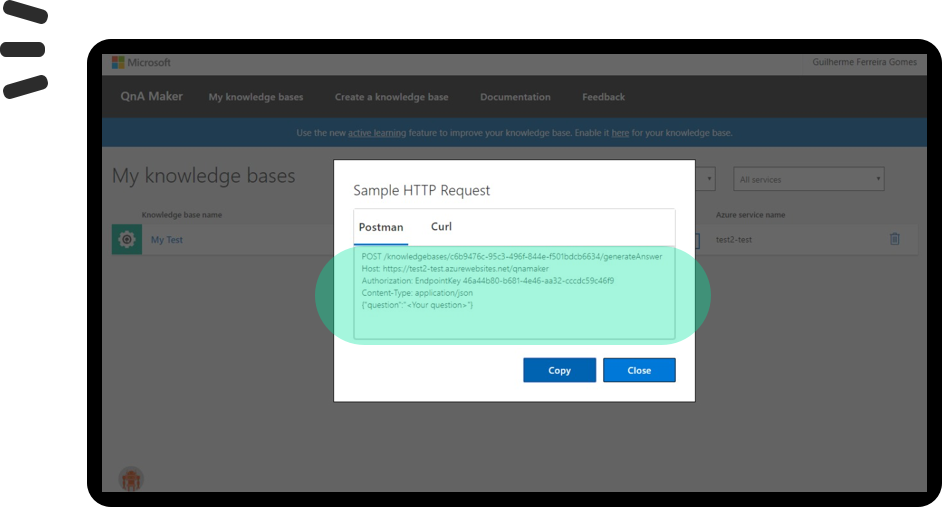 Microsoft
Guilherme Ferreira Gomes
QnA Maker My knowledge bases Create a knowledge base Documentation Feedback
Use the new active learning feature to improve your knowledge base. Enable it here for your knowledge base.
My knowledge bases
All services
Knowledge base name
Azure service name
My Test
test2-test
Sample HTTP Request
Postman Curl
POST /knowledgebases/c6b9476c-95c3-496f-844e-f501bdcb6634/generateAnswer
Host: https://test2-test.azurewebsites.net/qnamaker
Authorization: EndpointKey 46a44b80-b681-4e46-aa32-cccdc59c46f9
Content-Type: application/json
{"question":"<Your question>"}
Copy Close